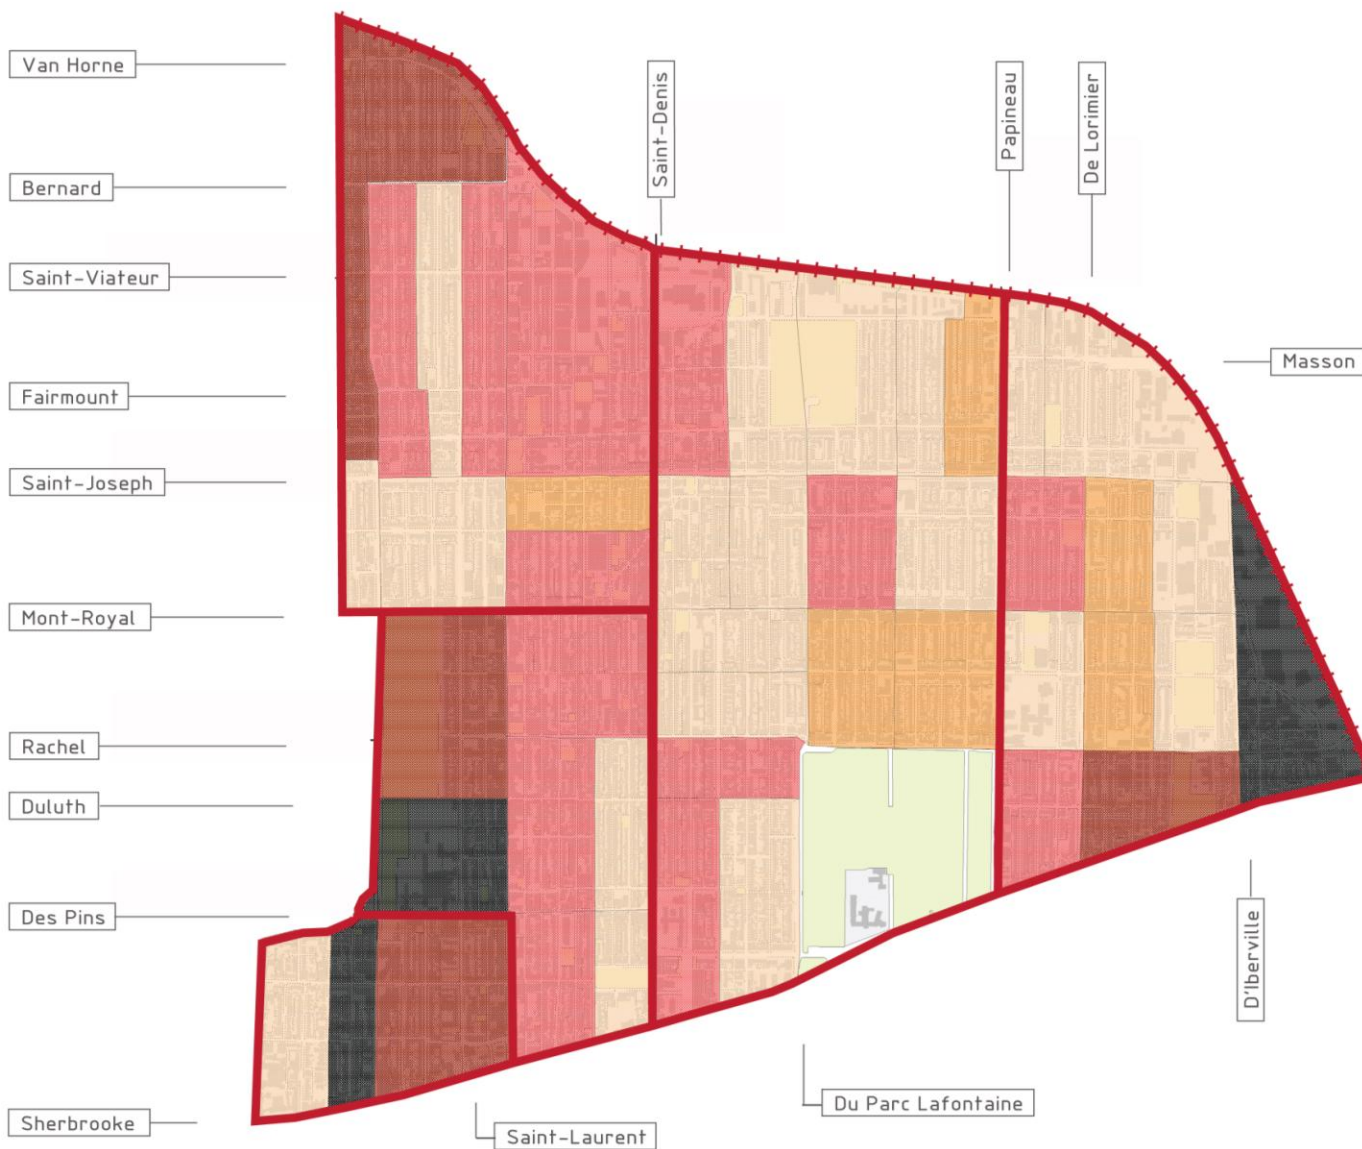 Van Horne
Bernard
Saint-Viateur
Fairmount
Saint-Joseph
Mont-Royal
Rachel
Duluth
Des Pins
Sherbrooke
Saint-Denis
Papineau
De Lorimier
Masson
D'Iberville
Du Parc Lafontaine
Saint-Laurent